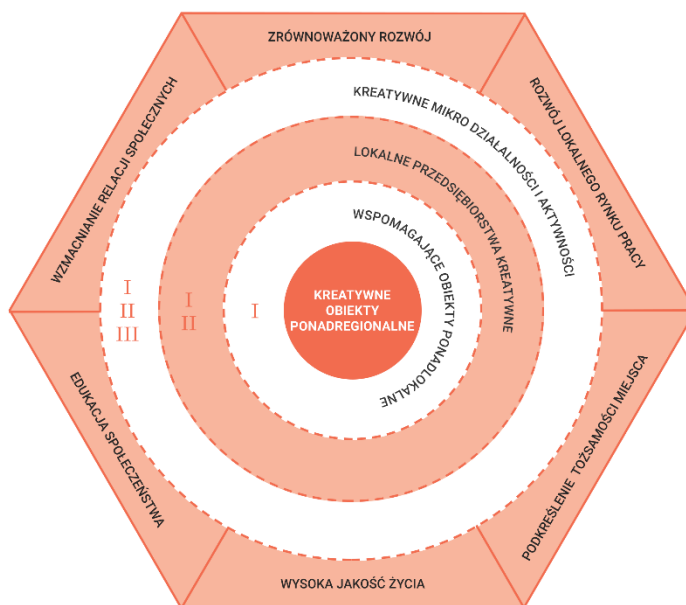 ZRÓWNOWAŻONY ROZWÓJ
WZMACNIANIE RELACJI SPOŁECZNYCH
ROZWÓJ LOKALNEGO RYNKU PRACY
KREATYWNE MIKRO DZIAŁALNOŚCI I AKTYWNOŚCI
LOKALNE PRZEDSIĘBIORSTWA KREATYWNE
WSPOMAGAJĄCE OBIEKTY PONADLOKALNE
KREATYWNE
OBIEKTY
PONADREGIONALNE
I
II
III
I
II
I
EDUKACJA SPOŁECZEŃSTWA
PODKREŚLENIE TOŻSAMOŚCI MIEJSCA
WYSOKA JAKOŚĆ ŻYCIA